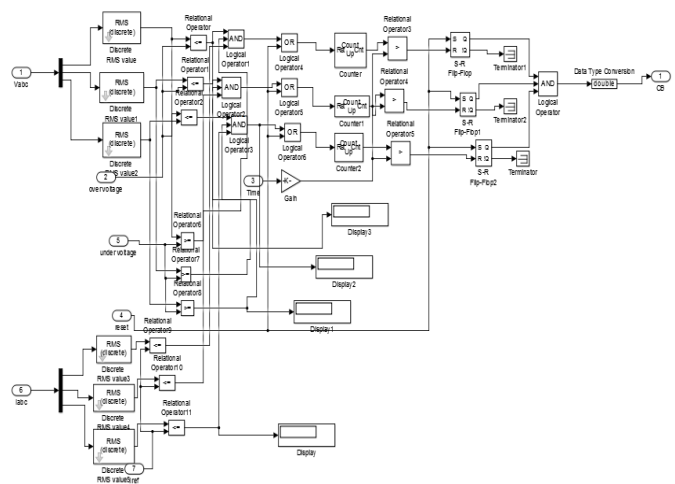 RMS
(discrete)
Discrete
RMS value
1
Vabc
RMS
(discrete)
Discrete
RMS value1
RMS
(discrete)
Discrete
RMS value2
2
over voltage
Relational
Operator
<=
Relational
Operator1
<=
Relational
Operator2
<=
AND
Logical
Operator1
AND
Logical
Operator2
AND
Logical
Operator3
OR
Logical
Operator4
OR
Logical
Operator5
OR
Logical
Operator6
Count
Up
Cnt
Counter
Count
Up
Cnt
Counter1
Count
Up
Counter2
Relational
Operator3
>
Relational
Operator4
>
Relational
Operator5
>
S Q
R !Q
S-R
Flip-Flop
Terminator1
S Q
R !Q
S-R
Flip-Flop1
Terminator2
S Q
R !Q
S-R
Flip-Flop2
Terminator
AND
Logical
Operator
Data Type Conversion
double
1
CB
3
Time
-K-
Gain
Relational
Operator6
>=
5
under voltage
Relational
Operator7
>=
Relational
Operator8
>=
Display3
Display2
Display1
4
reset
Relational
Operator9
<=
RMS
(discrete)
Discrete
RMS value3
Relational
Operator10
<=
6
Iabc
RMS
(discrete)
Discrete
RMS value4
Relational
Operator11
<=
RMS
(discrete)
Discrete
RMS value5
7
Iref
Display